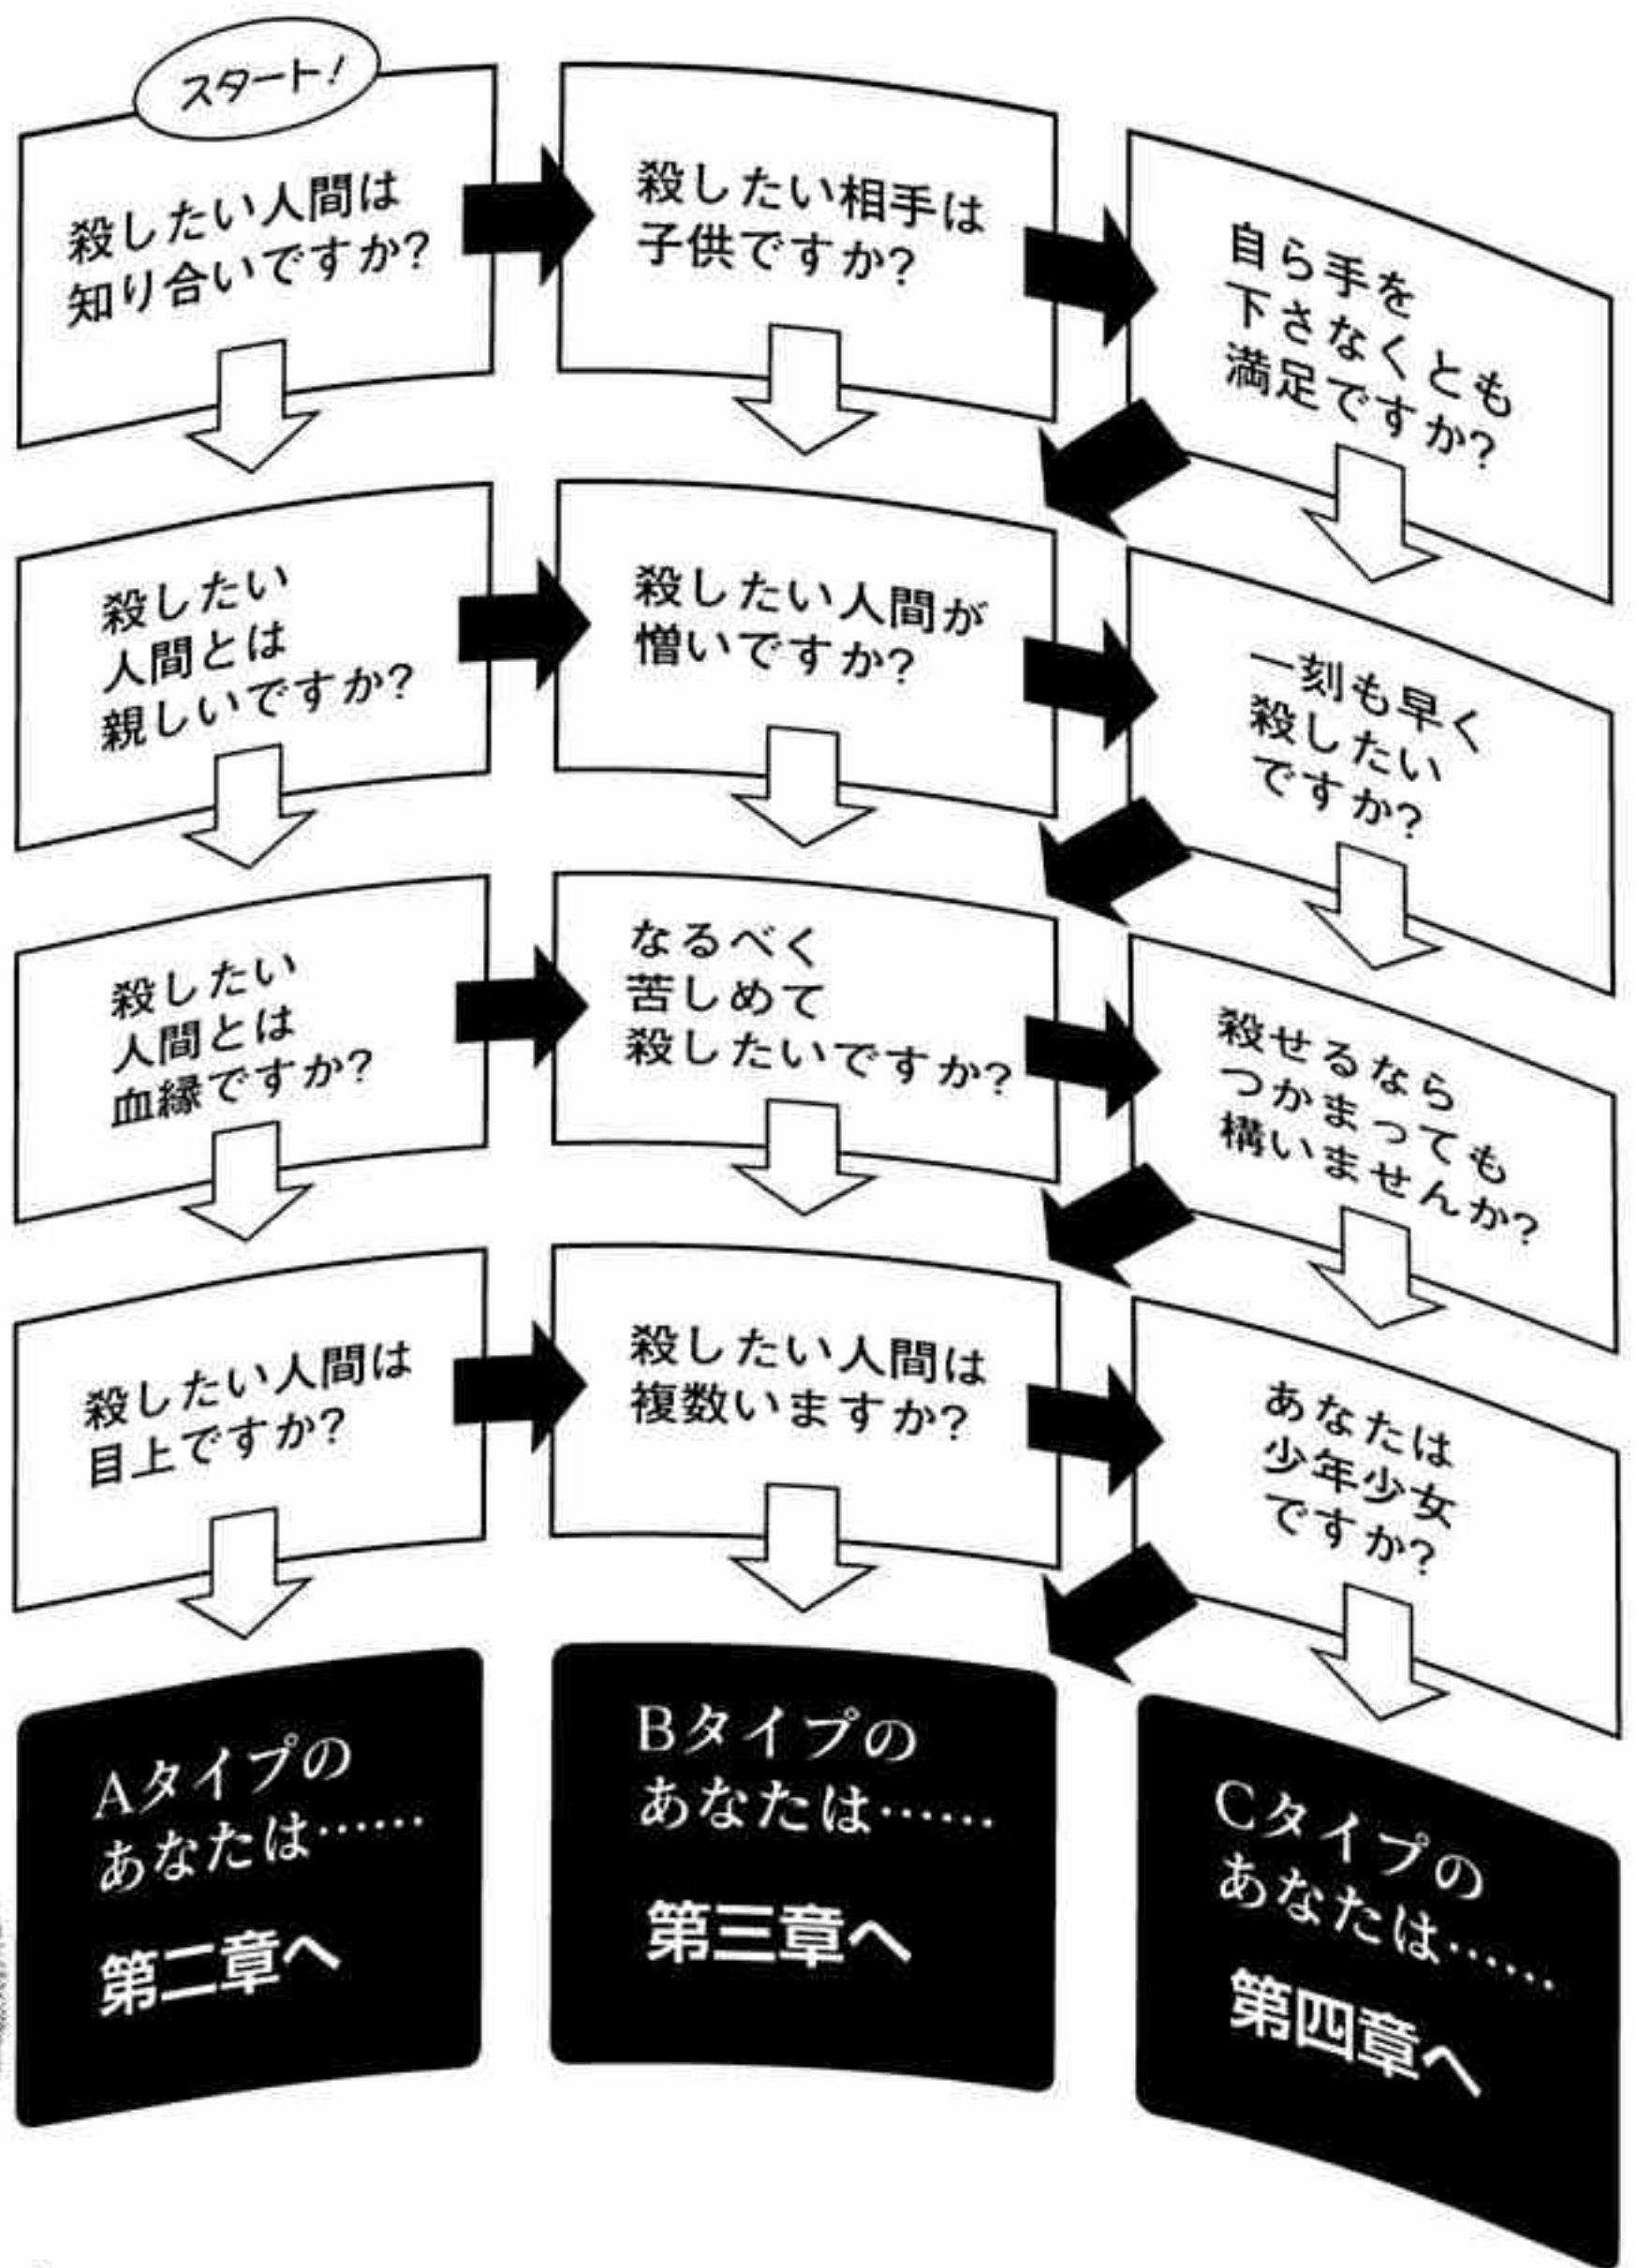 スタート!
殺したい人間は
知り合いですか?
殺したい相手は
子供ですか?
自ら手を
下さなくとも
満足ですか?
殺したい
人間とは
親しいですか?
殺したい人間が
憎いですか?
一刻も早く
殺したい
ですか?
殺したい
人間とは
血縁ですか?
なるべく
苦しめて
殺したいですか?
殺せるなら
つかまっても
構いませんか?
殺したい人間は
目上ですか?
殺したい人間は
複数いますか?
あなたは
少年少女
ですか?
Aタイプの
あなたは……
第二章へ
Bタイプの
あなたは……
第三章へ
Cタイプの
あなたは……
第四章へ